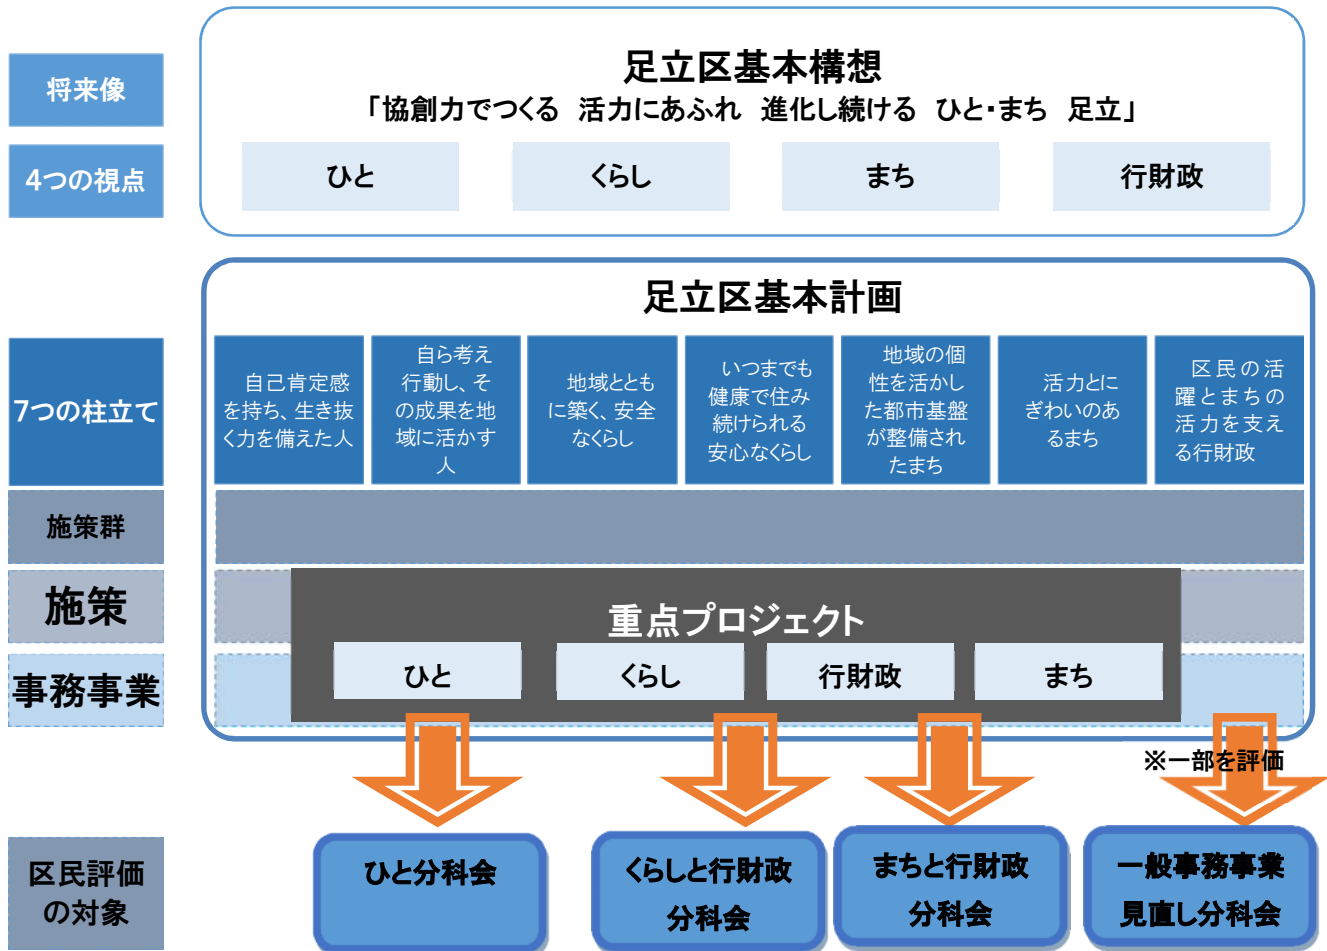 将来像
足立区基本構想
「協創力でつくる 活力にあふれ 進化し続ける ひと・まち 足立」
4つの視点
ひと
くらし
まち
行財政
足立区基本計画
7つの柱立て
自己肯定感
を持ち、生き抜
く力を備えた人
自ら考え
行動し、そ
の成果を地
域に活かす
人
地域ととも
に築く、安全
なくらし
いつまでも
健康で住み
続けられる
安心なくらし
地域の個
性を活かし
た都市基盤
が整備され
たまち
活力とに
ぎわいのあ
るまち
区民の活
躍とまちの
活力を支え
る行財政
施策群
施策
重点プロジェクト
事務事業
ひと
くらし
行財政
まち
※一部を評価
区民評価
の対象
ひと分科会
くらしと行財政
分科会
まちと行財政
分科会
一般事務事業
見直し分科会